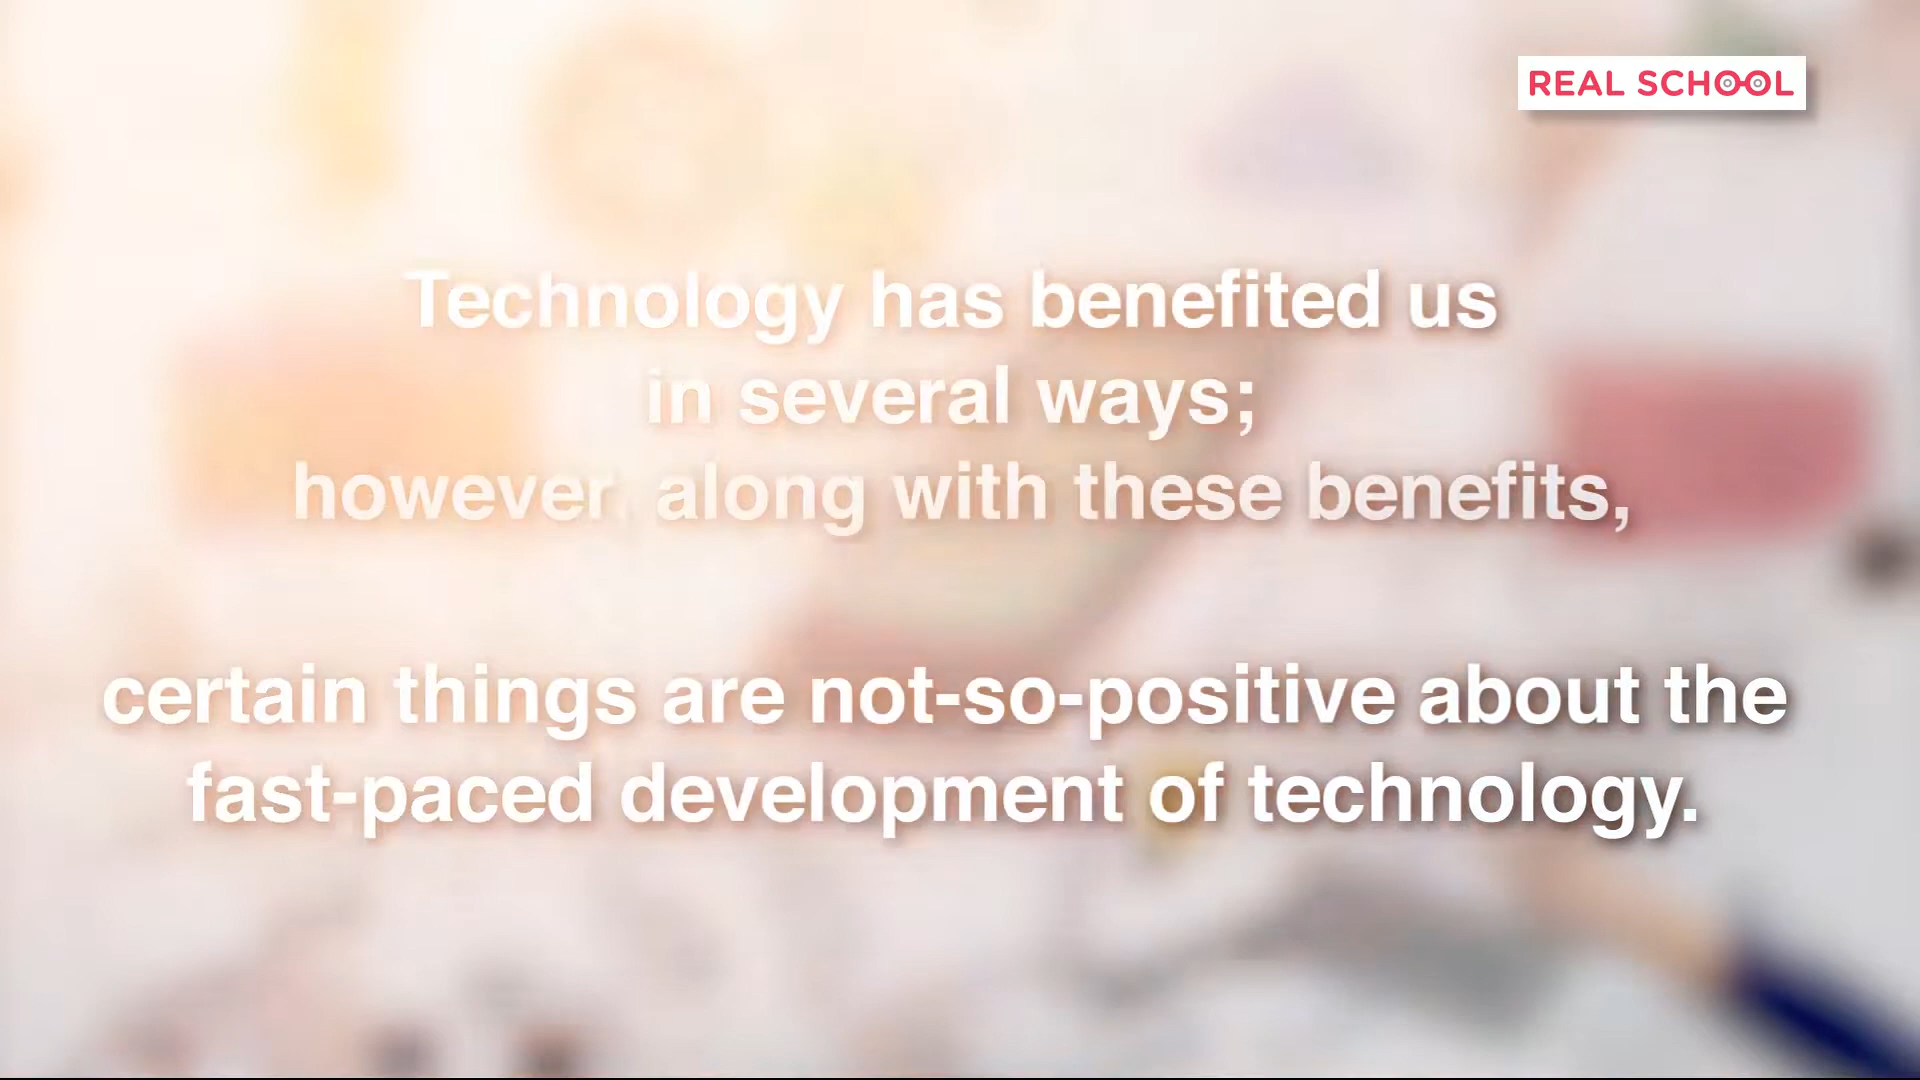 REAL SCHOOL
Technology has benefited us
in several ways;
however, along with these benefits,
certain things are not-so-positive about the
fast-paced development of technology.